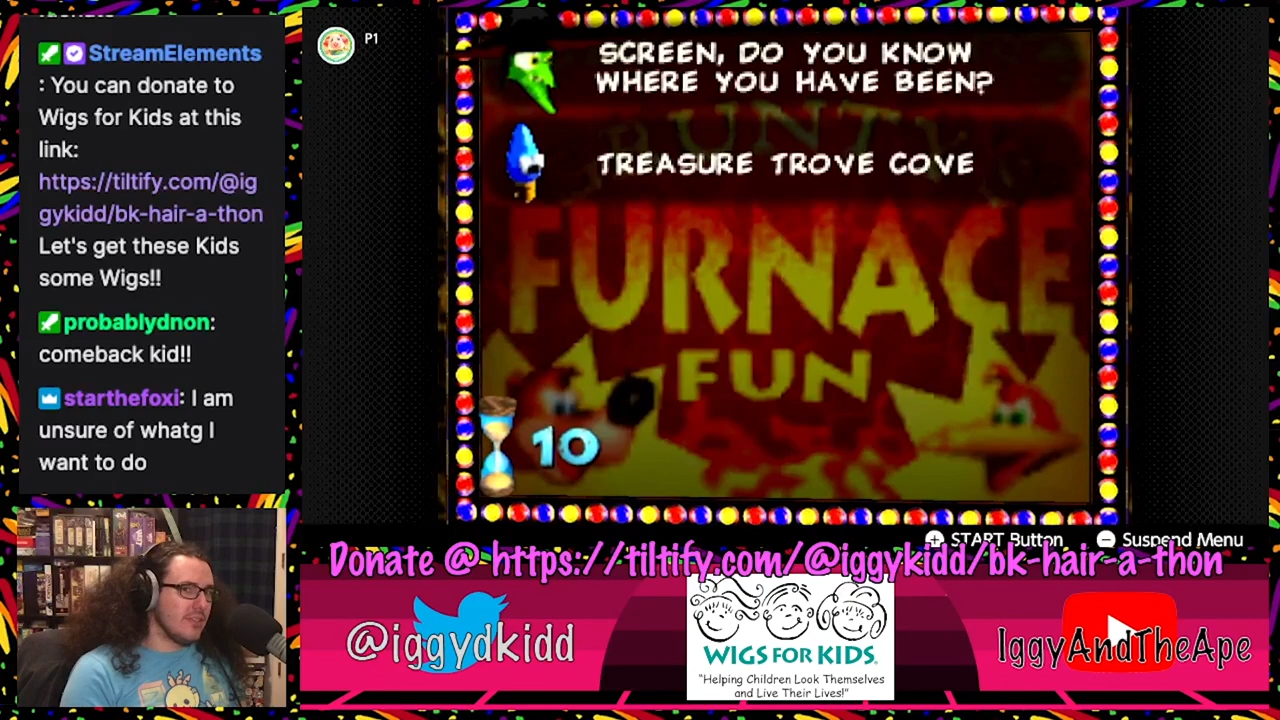 StreamElements
: You can donate to
Wigs for Kids at this
link:
https://tiltify.com/@ig
gykidd/bk-hair-a-thon
Let's get these Kids
some Wigs!!
probablydnon:
comeback kid!!
starthefoxi: I am
unsure of whatg I
want to do
P1
SCREEN, DO YOU KNOW
WHERE YOU HAVE BEEN?
TREASURE TROVE COVE
FURNACE
FUN
10
START Button
Suspend Menu
Donate @ https://tiltify.com/@iggykidd/bk-hair-a-thon
@iggydkidd
WIGS FOR KIDS.
"Helping Children Look Themselves
and Live Their Lives!"
IggyAndTheApe